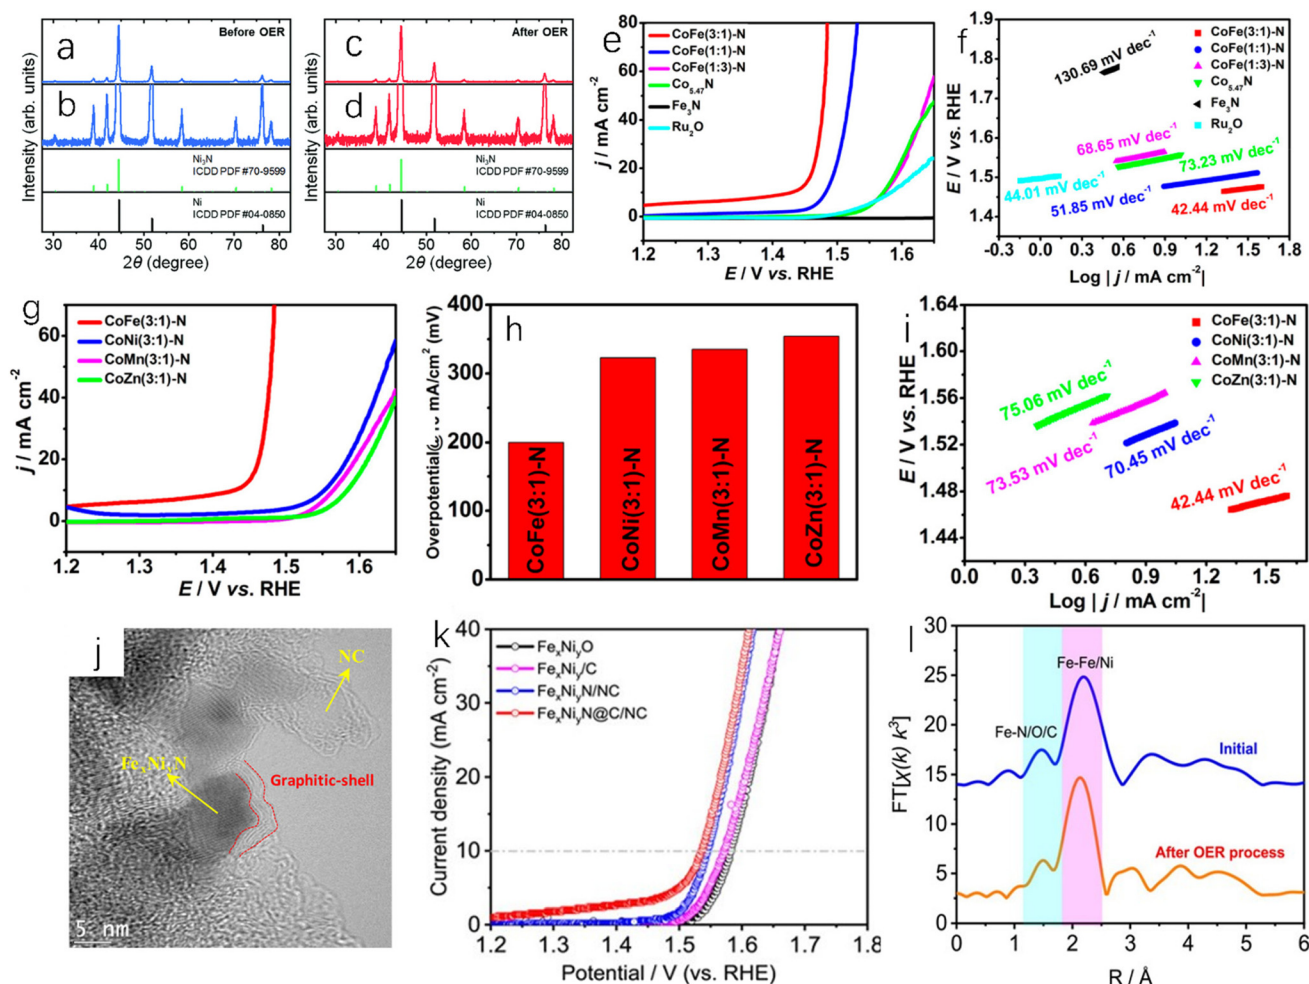 a
Before OER
b
Intensity (arb. units)
Ni₃N
ICDD PDF #70-9599
Ni
ICDD PDF #04-0850
30 40 50 60 70 80
2θ (degree)
c
After OER
d
Intensity (arb. units)
Ni₃N
ICDD PDF #70-9599
Ni
ICDD PDF #04-0850
30 40 50 60 70 80
2θ (degree)
e
j / mA cm⁻²
80
60
40
20
0
CoFe(3:1)-N
CoFe(1:1)-N
CoFe(1:3)-N
Co₅.₄₇N
Fe₃N
Ru₂O
1.2 1.3 1.4 1.5 1.6
E / V vs. RHE
f
E / V vs. RHE
1.9
1.8
1.7
1.6
1.5
1.4
CoFe(3:1)-N
CoFe(1:1)-N
CoFe(1:3)-N
Co₅.₄₇N
Fe₃N
Ru₂O
130.69 mV dec⁻¹
68.65 mV dec⁻¹
73.23 mV dec⁻¹
44.01 mV dec⁻¹
51.85 mV dec⁻¹
42.44 mV dec⁻¹
-0.3 0.0 0.4 0.8 1.2 1.6
Log | j / mA cm⁻²|
g
j / mA cm⁻²
60
40
20
0
CoFe(3:1)-N
CoNi(3:1)-N
CoMn(3:1)-N
CoZn(3:1)-N
1.2 1.3 1.4 1.5 1.6
E / V vs. RHE
h
mA/cm² (mV)
Overpotential
400
300
200
100
0
CoFe(3:1)-N
CoNi(3:1)-N
CoMn(3:1)-N
CoZn(3:1)-N
E / V vs. RHE
1.64
1.60
1.56
1.52
1.48
1.44
CoFe(3:1)-N
CoNi(3:1)-N
CoMn(3:1)-N
CoZn(3:1)-N
75.06 mV dec⁻¹
73.53 mV dec⁻¹
70.45 mV dec⁻¹
42.44 mV dec⁻¹
0.0 0.3 0.6 0.9 1.2 1.5
Log | j / mA cm⁻²|
j
NC
Graphitic-shell
5 nm
k
Current density (mA cm⁻²)
40
30
20
10
0
FeₓNiᵧO
FeₓNiᵧ/C
FeₓNiᵧN/NC
FeₓNiᵧN@C/NC
1.2 1.3 1.4 1.5 1.6 1.7 1.8
Potential / V (vs. RHE)
l
FT[χ(k) k³]
30
25
20
15
10
5
0
Fe-Fe/Ni
Fe-N/O/C
Initial
After OER process
0 1 2 3 4 5 6
R / Å